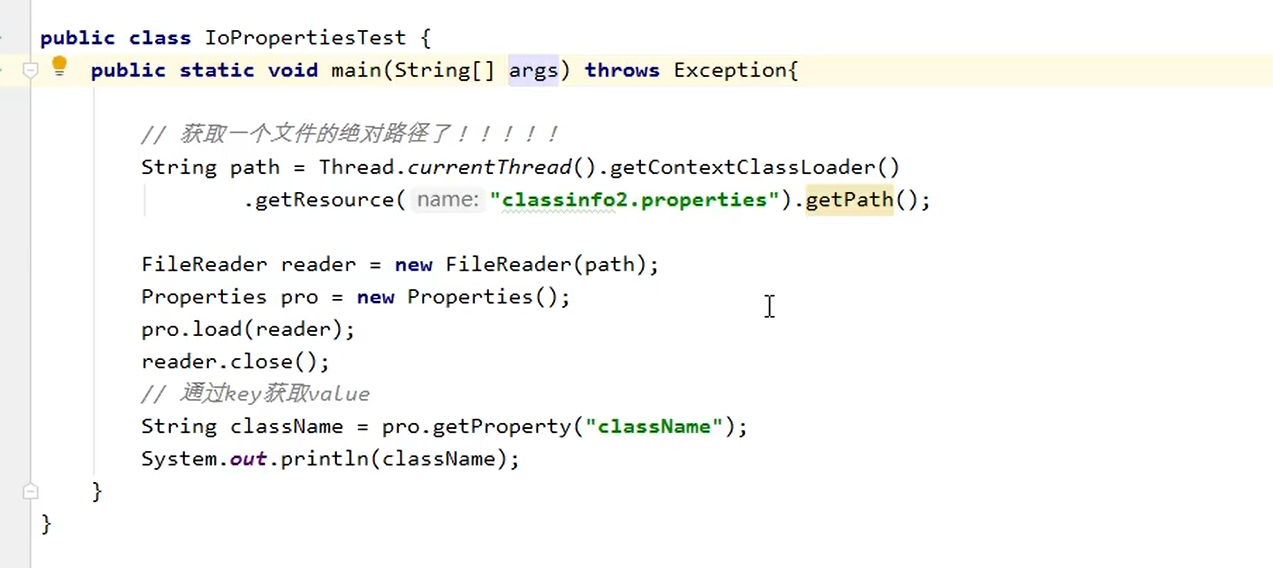 public class IoPropertiesTest {
public static void main(String[] args) throws Exception{
// 获取一个文件的绝对路径了！！！！！
String path = Thread.currentThread().getContextClassLoader()
.getResource( name: "classinfo2.properties").getPath();
FileReader reader = new FileReader(path);
Properties pro = new Properties();
pro.load(reader);
reader.close();
// 通过key获取value
String className = pro.getProperty("className");
System.out.println(className);
}
}